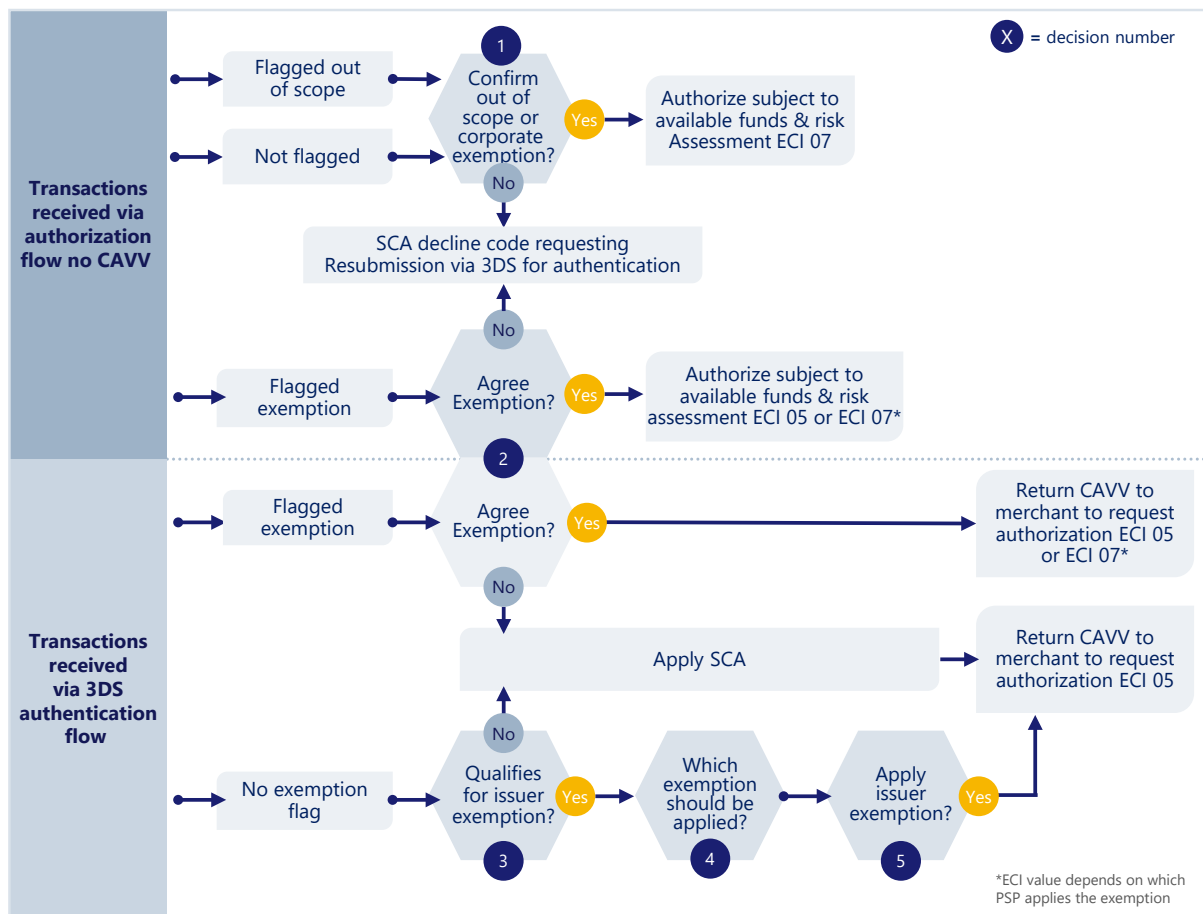 X = decision number
Transactions
received via
authorization
flow no CAVV
Flagged out
of scope
Not flagged
1
Confirm
out of
scope or
corporate
exemption?
Yes
Authorize subject to
available funds & risk
Assessment ECI 07
No
SCA decline code requesting
Resubmission via 3DS for authentication
No
Flagged
exemption
Agree
Exemption?
Yes
Authorize subject to
available funds & risk
assessment ECI 05 or ECI 07*
2
Transactions
received
via 3DS
authentication
flow
Flagged
exemption
Agree
Exemption?
Yes
Return CAVV to
merchant to request
authorization ECI 05
or ECI 07*
No
Apply SCA
Return CAVV to
merchant to request
authorization ECI 05
No
No exemption
flag
Qualifies
for issuer
exemption?
Yes
3
Which
exemption
should be
applied?
4
Apply
issuer
exemption?
Yes
5
*ECI value depends on which
PSP applies the exemption